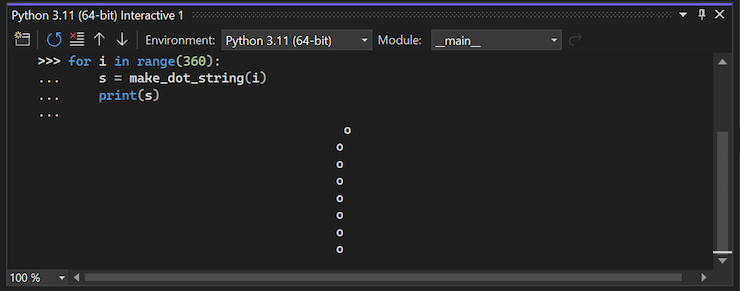 Python 3.11 (64-bit) Interactive 1
Environment: Python 3.11 (64-bit) Module: __main__
>>> for i in range(360):
... s = make_dot_string(i)
... print(s)
...
o
o
o
o
o
o
o
o
100 %